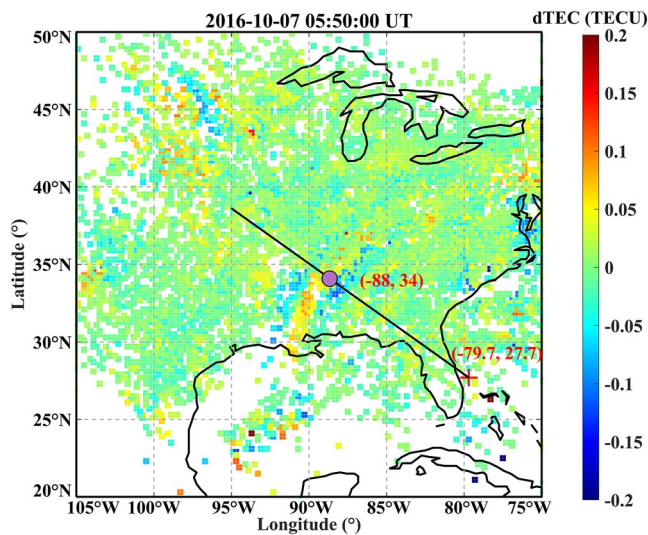 2016-10-07 05:50:00 UT
dTEC (TECU)
50°N
45°N
40°N
35°N
30°N
25°N
20°N
Latitude (°)
(-88, 34)
(-79.7, 27.7)
105°W
100°W
95°W
90°W
85°W
80°W
75°W
Longitude (°)
0.2
0.15
0.1
0.05
0
-0.05
-0.1
-0.15
-0.2